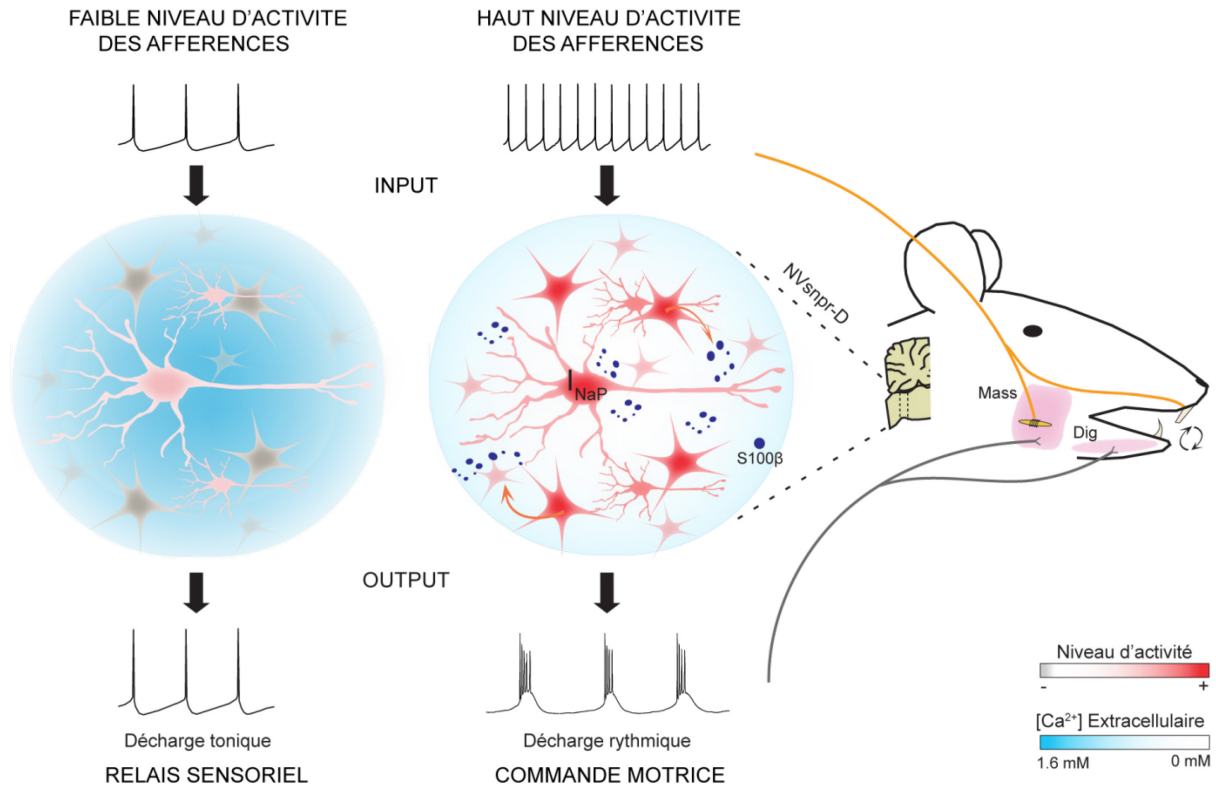 FAIBLE NIVEAU D'ACTIVITE
DES AFFERENCES
HAUT NIVEAU D'ACTIVITE
DES AFFERENCES
INPUT
NVsnpr-D
I
NaP
S100β
Mass
Dig
OUTPUT
Décharge tonique
RELAIS SENSORIEL
Décharge rythmique
COMMANDE MOTRICE
Niveau d'activité
- +
[Ca²⁺] Extracellulaire
1.6 mM 0 mM